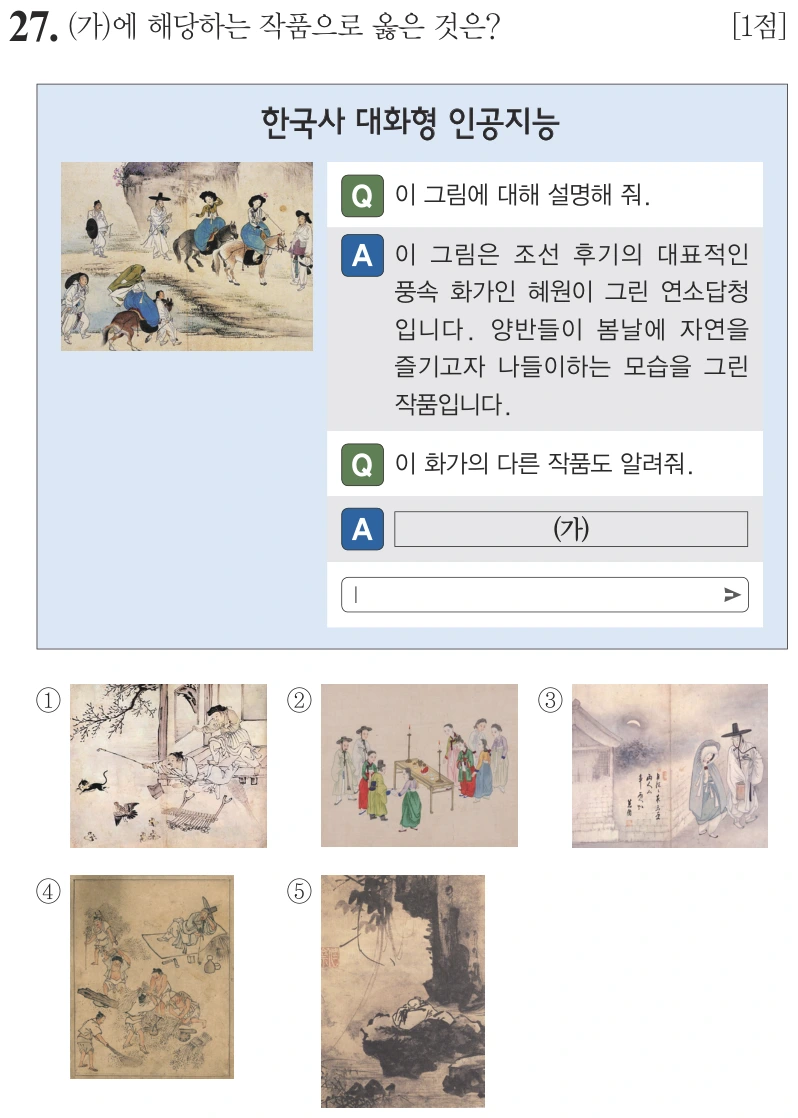 27. (가)에 해당하는 작품으로 옳은 것은? [1점]
한국사 대화형 인공지능
Q 이 그림에 대해 설명해 줘.
A 이 그림은 조선 후기의 대표적인
풍속 화가인 혜원이 그린 연소답청
입니다. 양반들이 봄날에 자연을
즐기고자 나들이하는 모습을 그린
작품입니다.
Q 이 화가의 다른 작품도 알려줘.
A (가)
①
②
③
④
⑤